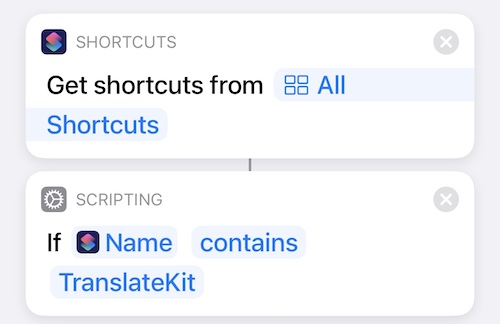 SHORTCUTS
Get shortcuts from All
Shortcuts
SCRIPTING
If Name contains
TranslateKit